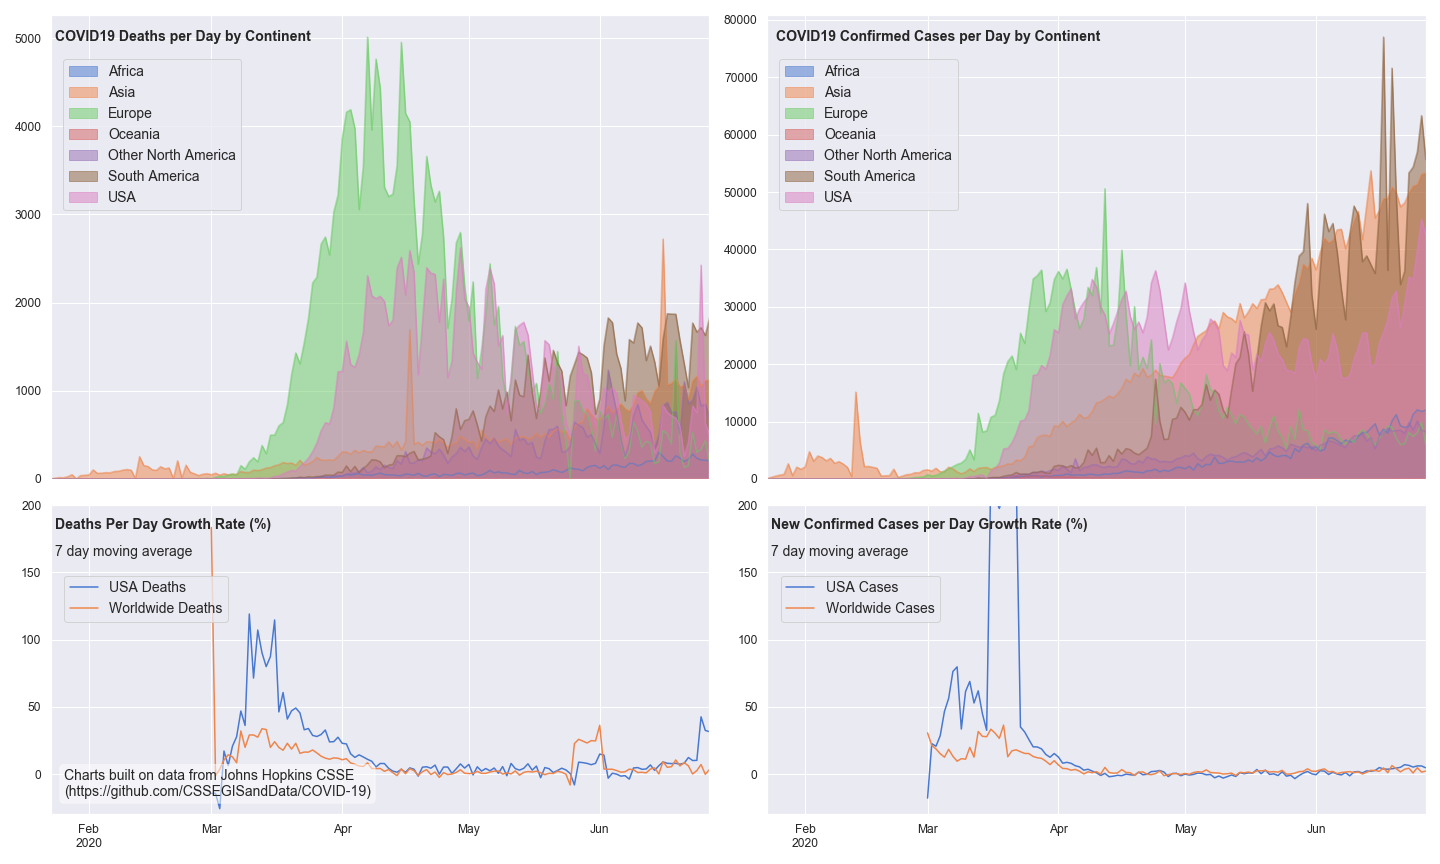 COVID19 Deaths per Day by Continent
Africa
Asia
Europe
Oceania
Other North America
South America
USA
5000
4000
3000
2000
1000
0
COVID19 Confirmed Cases per Day by Continent
Africa
Asia
Europe
Oceania
Other North America
South America
USA
80000
70000
60000
50000
40000
30000
20000
10000
0
Deaths Per Day Growth Rate (%)
7 day moving average
USA Deaths
Worldwide Deaths
200
150
100
50
0
Charts built on data from Johns Hopkins CSSE
(https://github.com/CSSEGISandData/COVID-19)
Feb Mar Apr May Jun
2020
New Confirmed Cases per Day Growth Rate (%)
7 day moving average
USA Cases
Worldwide Cases
200
150
100
50
0
Feb Mar Apr May Jun
2020